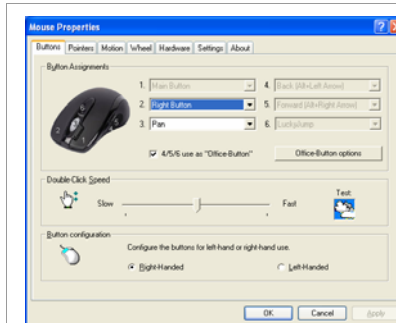 Mouse Properties
Buttons Pointers Motion Wheel Hardware Settings About
Button Assignments
1. Main Button 4. Back (Alt+Left Arrow)
2. Right Button 5. Forward (Alt+Right Arrow)
3. Pan 6. LuckyJump
4/5/6 use as "Office-Button" Office-Button options
Double-Click Speed
Slow Fast Test:
Button configuration
Configure the buttons for left-hand or right-hand use.
Right-Handed Left-Handed
OK Cancel Apply